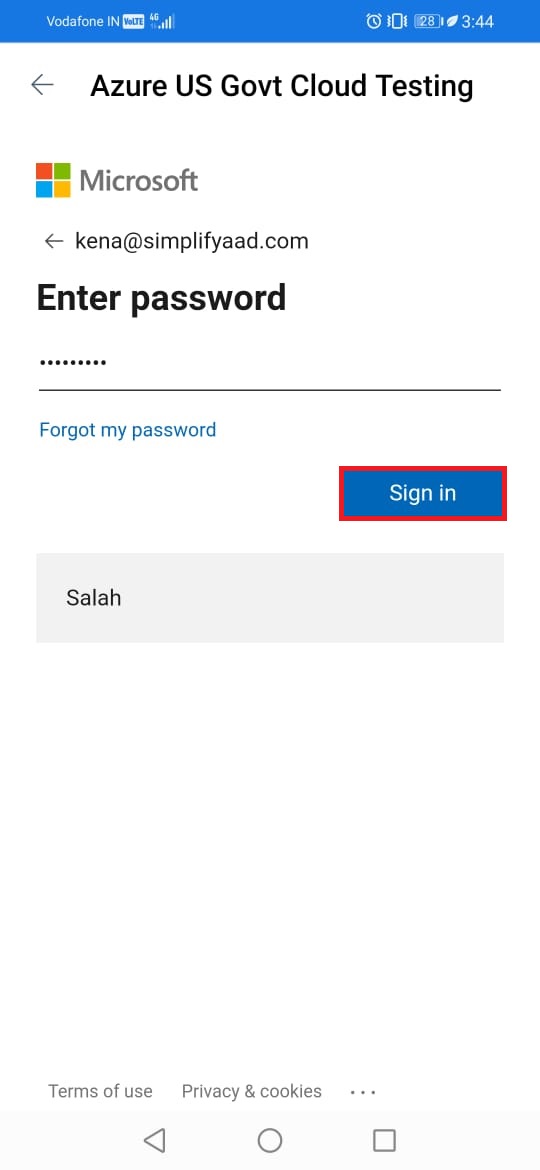 Vodafone IN VoLTE 4G 28 3:44
Azure US Govt Cloud Testing
Microsoft
kena@simplifyaad.com
Enter password
•••••••••
Forgot my password
Sign in
Salah
Terms of use Privacy & cookies ...